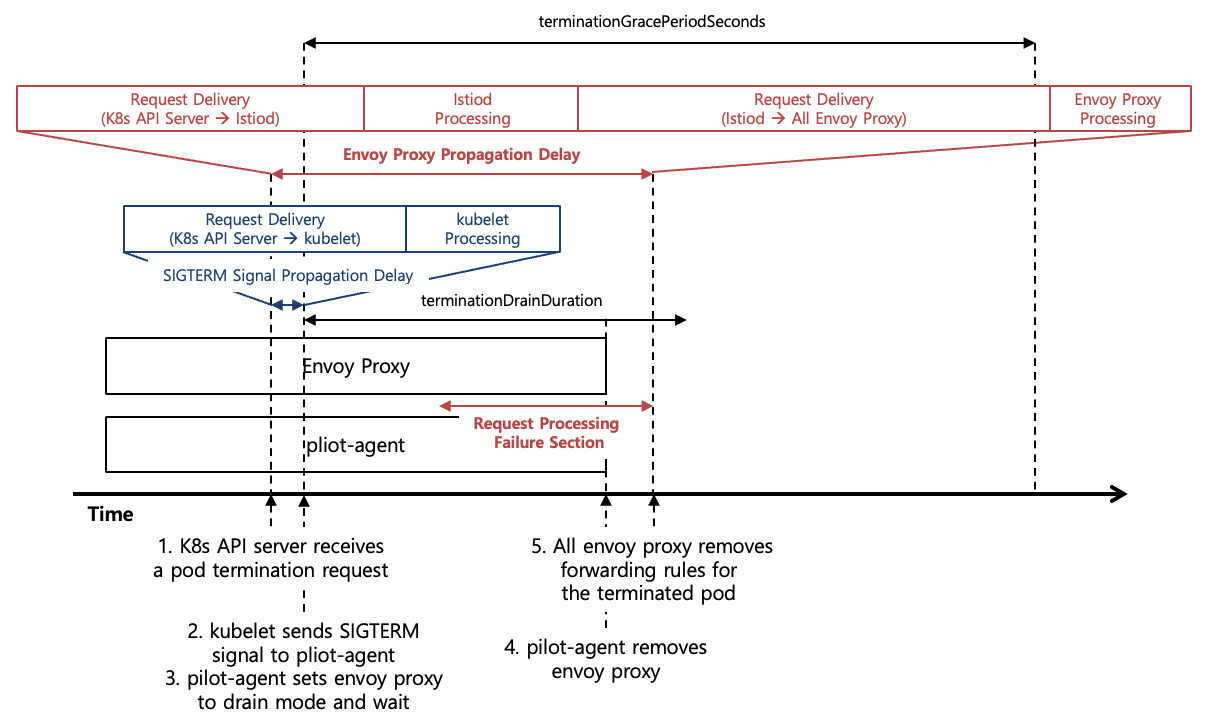 terminationGracePeriodSeconds
Request Delivery
(K8s API Server → Istiod)
Istiod
Processing
Request Delivery
(Istiod → All Envoy Proxy)
Envoy Proxy
Processing
Envoy Proxy Propagation Delay
Request Delivery
(K8s API Server → kubelet)
kubelet
Processing
SIGTERM Signal Propagation Delay
terminationDrainDuration
Envoy Proxy
Request Processing
Failure Section
pliot-agent
Time
1. K8s API server receives
a pod termination request
2. kubelet sends SIGTERM
signal to pliot-agent
3. pilot-agent sets envoy proxy
to drain mode and wait
5. All envoy proxy removes
forwarding rules for
the terminated pod
4. pilot-agent removes
envoy proxy